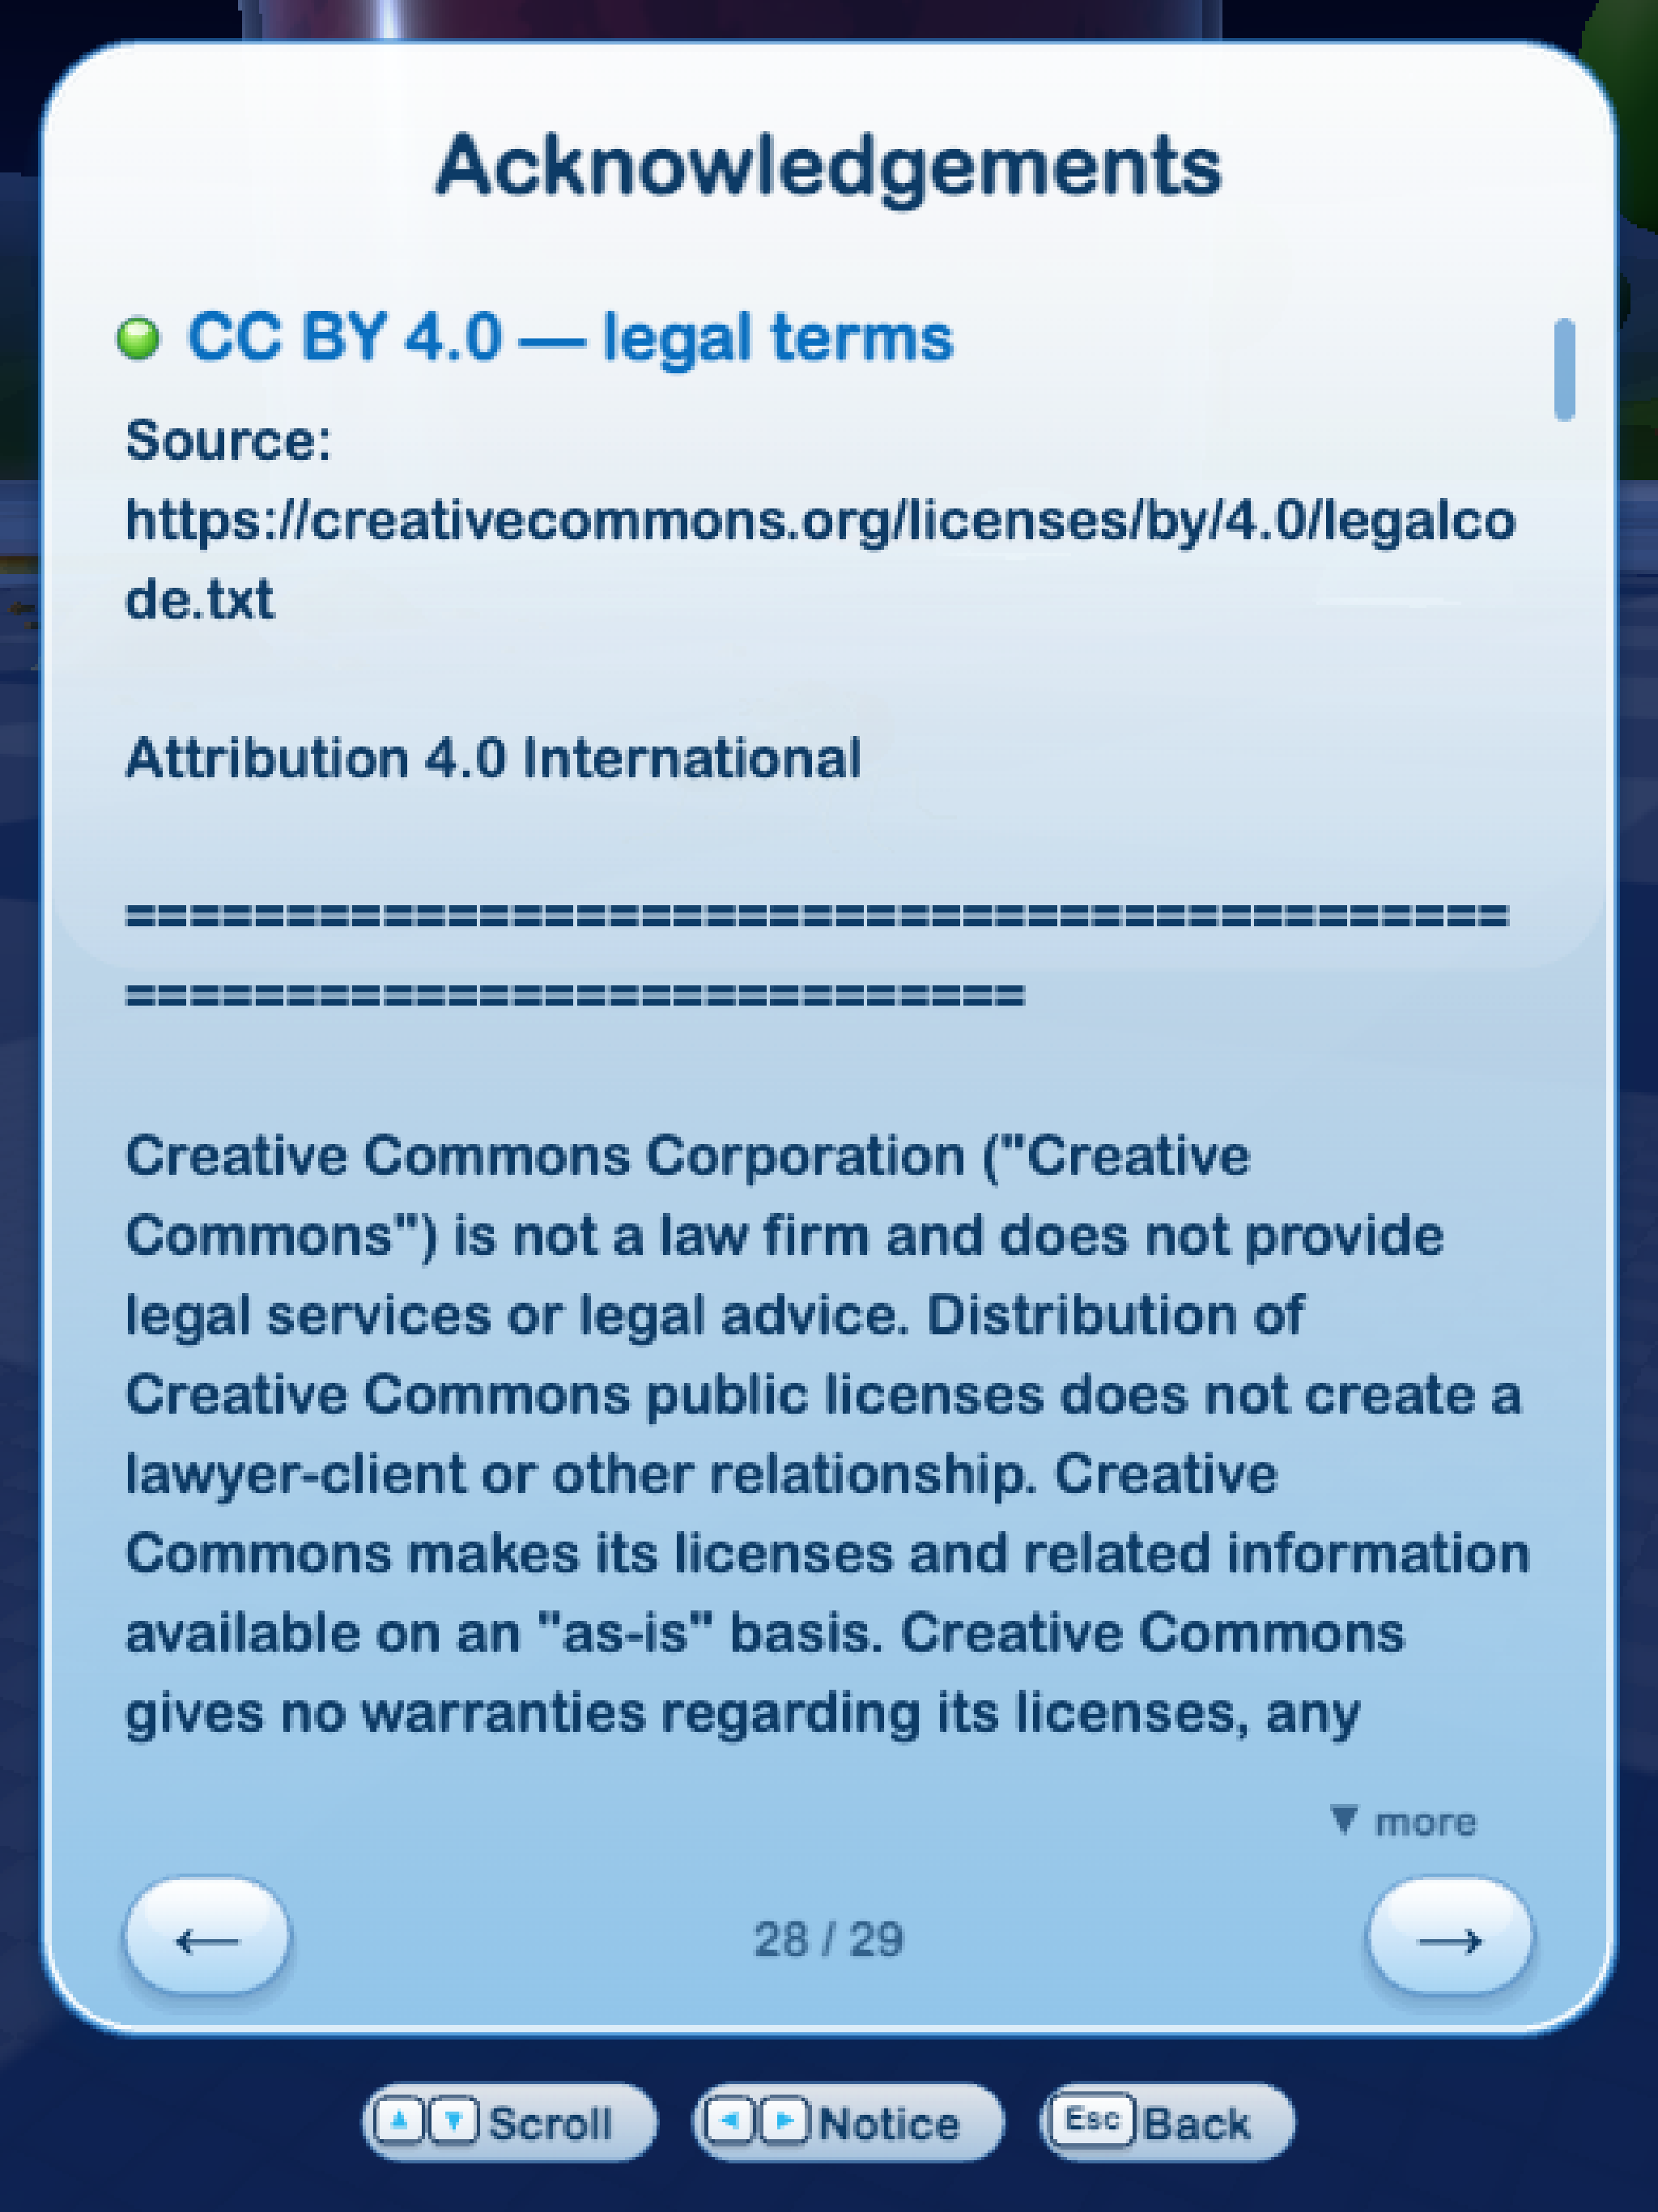 Acknowledgements
CC BY 4.0 — legal terms
Source:
https://creativecommons.org/licenses/by/4.0/legalco
de.txt
Attribution 4.0 International
===========================================
============================
Creative Commons Corporation ("Creative
Commons") is not a law firm and does not provide
legal services or legal advice. Distribution of
Creative Commons public licenses does not create a
lawyer-client or other relationship. Creative
Commons makes its licenses and related information
available on an "as-is" basis. Creative Commons
gives no warranties regarding its licenses, any
▼ more
← 28 / 29 →
▲ ▼ Scroll ◄ ► Notice Esc Back